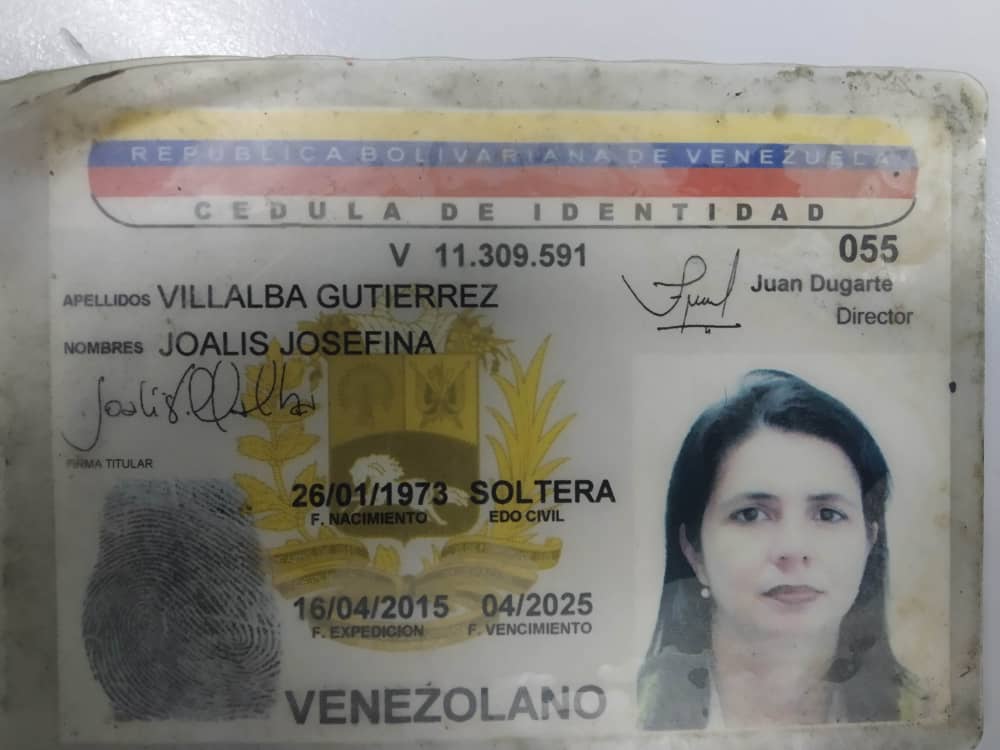 REPUBLICA BOLIVARIANA DE VENEZUELA
CEDULA DE IDENTIDAD
V 11.309.591
055
Juan Dugarte
Director
APELLIDOS VILLALBA GUTIERREZ
NOMBRES JOALIS JOSEFINA
Joalis Villalba
FIRMA TITULAR
26/01/1973 SOLTERA
F. NACIMIENTO EDO CIVIL
16/04/2015 04/2025
F. EXPEDICION F. VENCIMIENTO
VENEZOLANO